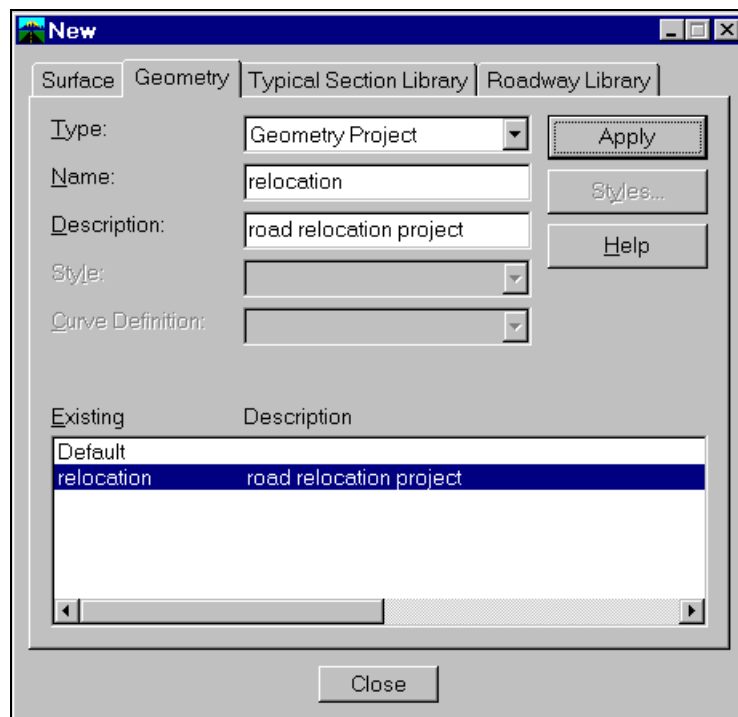 New
Surface Geometry Typical Section Library Roadway Library
Type: Geometry Project Apply
Name: relocation Styles...
Description: road relocation project Help
Style:
Curve Definition:
Existing Description
Default
relocation road relocation project
Close